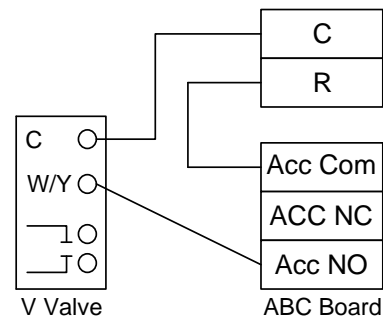 C
R
C
W/Y
Acc Com
ACC NC
Acc NO
V Valve
ABC Board